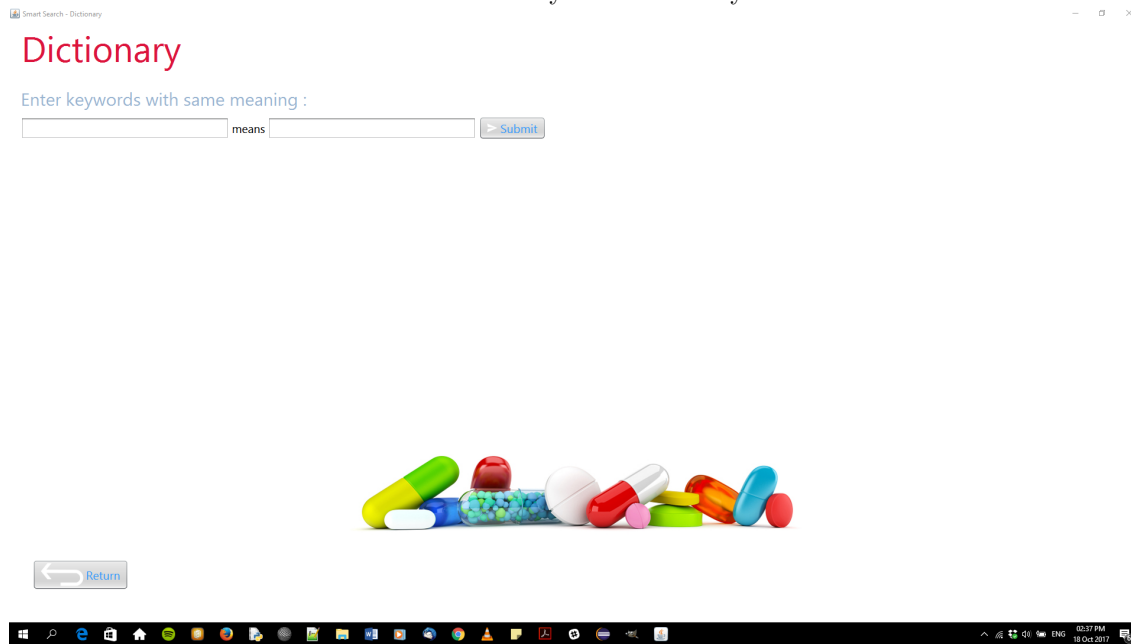 Smart Search - Dictionary
Dictionary
Enter keywords with same meaning :
means Submit
Return
ENG 02:37 PM
18 Oct 2017